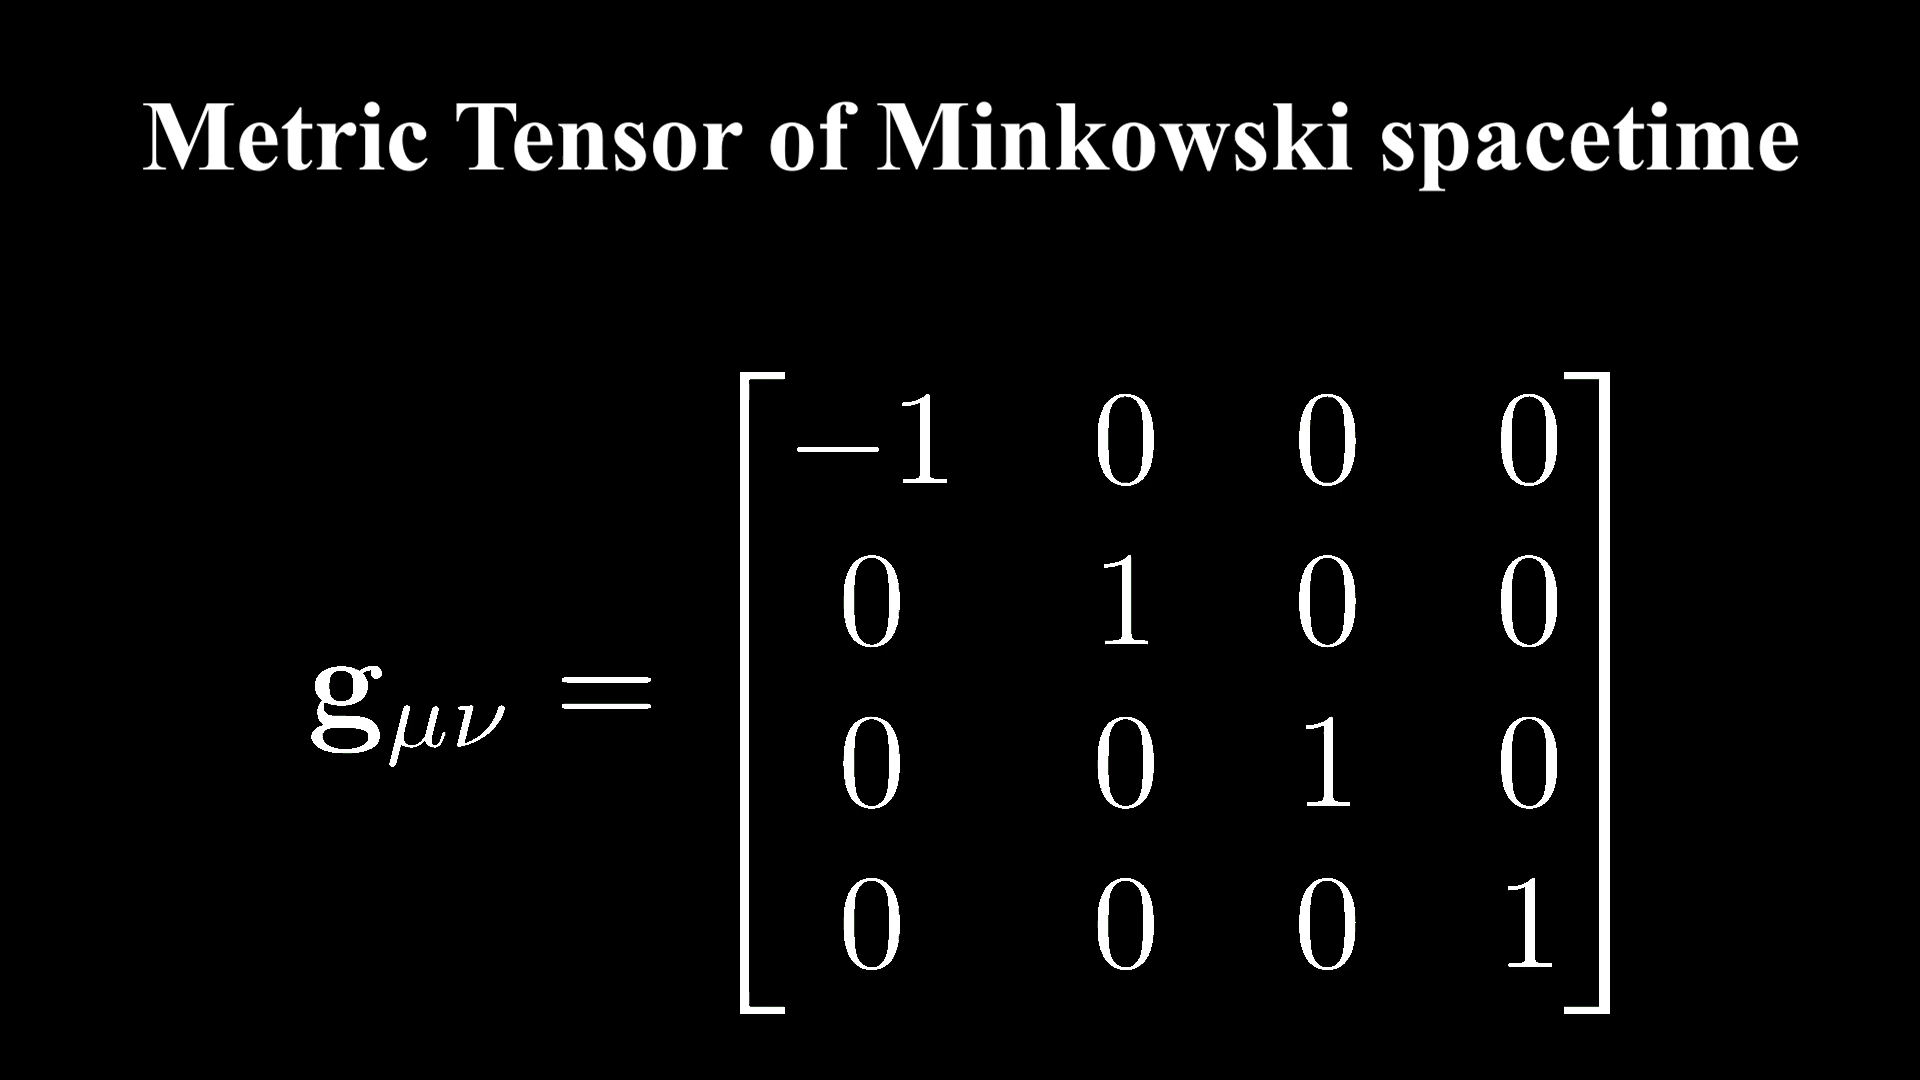 Metric Tensor of Minkowski spacetime
−1 0 0 0
0 1 0 0
g_μν =
0 0 1 0
0 0 0 1